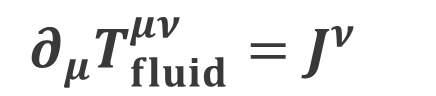 ∂_μ T^{μν}_{fluid} = J^ν